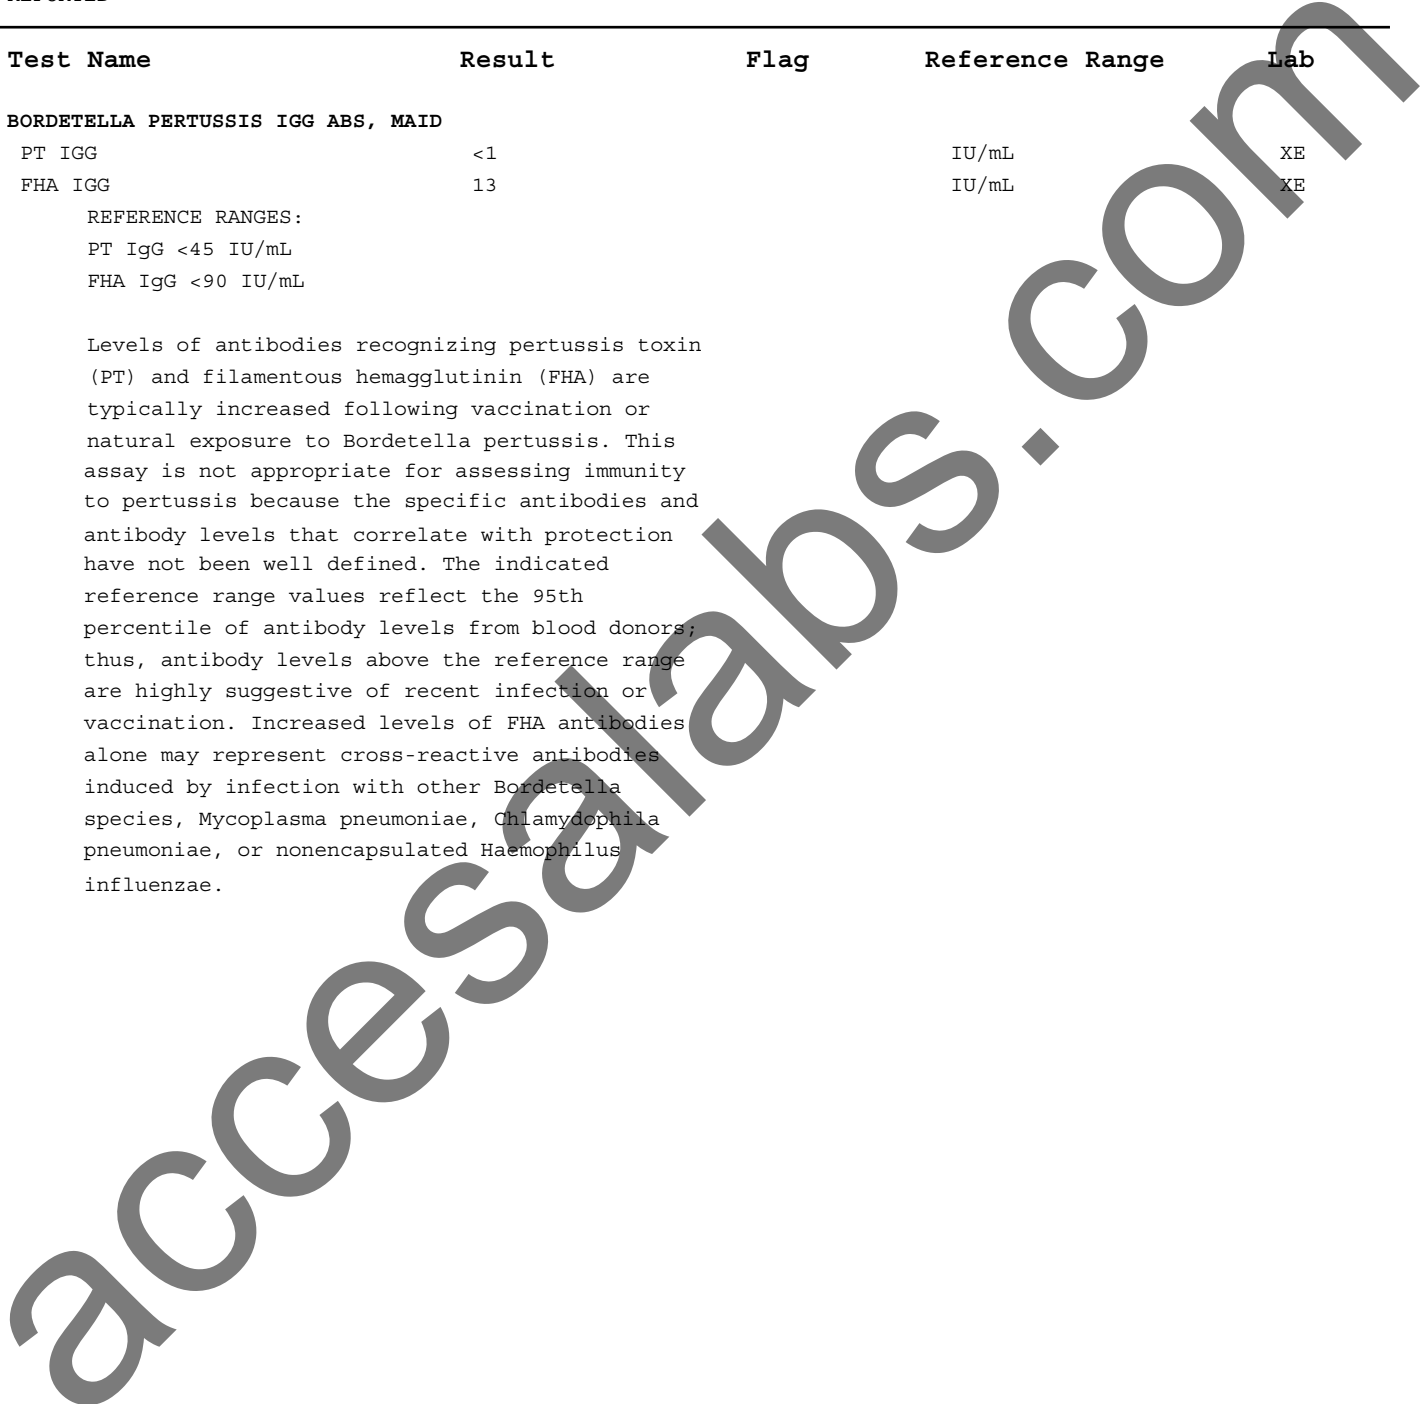 Test Name Result Flag Reference Range Lab
BORDETELLA PERTUSSIS IGG ABS, MAID
PT IGG <1 IU/mL XE
FHA IGG 13 IU/mL XE
REFERENCE RANGES:
PT IgG <45 IU/mL
FHA IgG <90 IU/mL
Levels of antibodies recognizing pertussis toxin
(PT) and filamentous hemagglutinin (FHA) are
typically increased following vaccination or
natural exposure to Bordetella pertussis. This
assay is not appropriate for assessing immunity
to pertussis because the specific antibodies and
antibody levels that correlate with protection
have not been well defined. The indicated
reference range values reflect the 95th
percentile of antibody levels from blood donors;
thus, antibody levels above the reference range
are highly suggestive of recent infection or
vaccination. Increased levels of FHA antibodies
alone may represent cross-reactive antibodies
induced by infection with other Bordetella
species, Mycoplasma pneumoniae, Chlamydophila
pneumoniae, or nonencapsulated Haemophilus
influenzae.
accesalabs.com